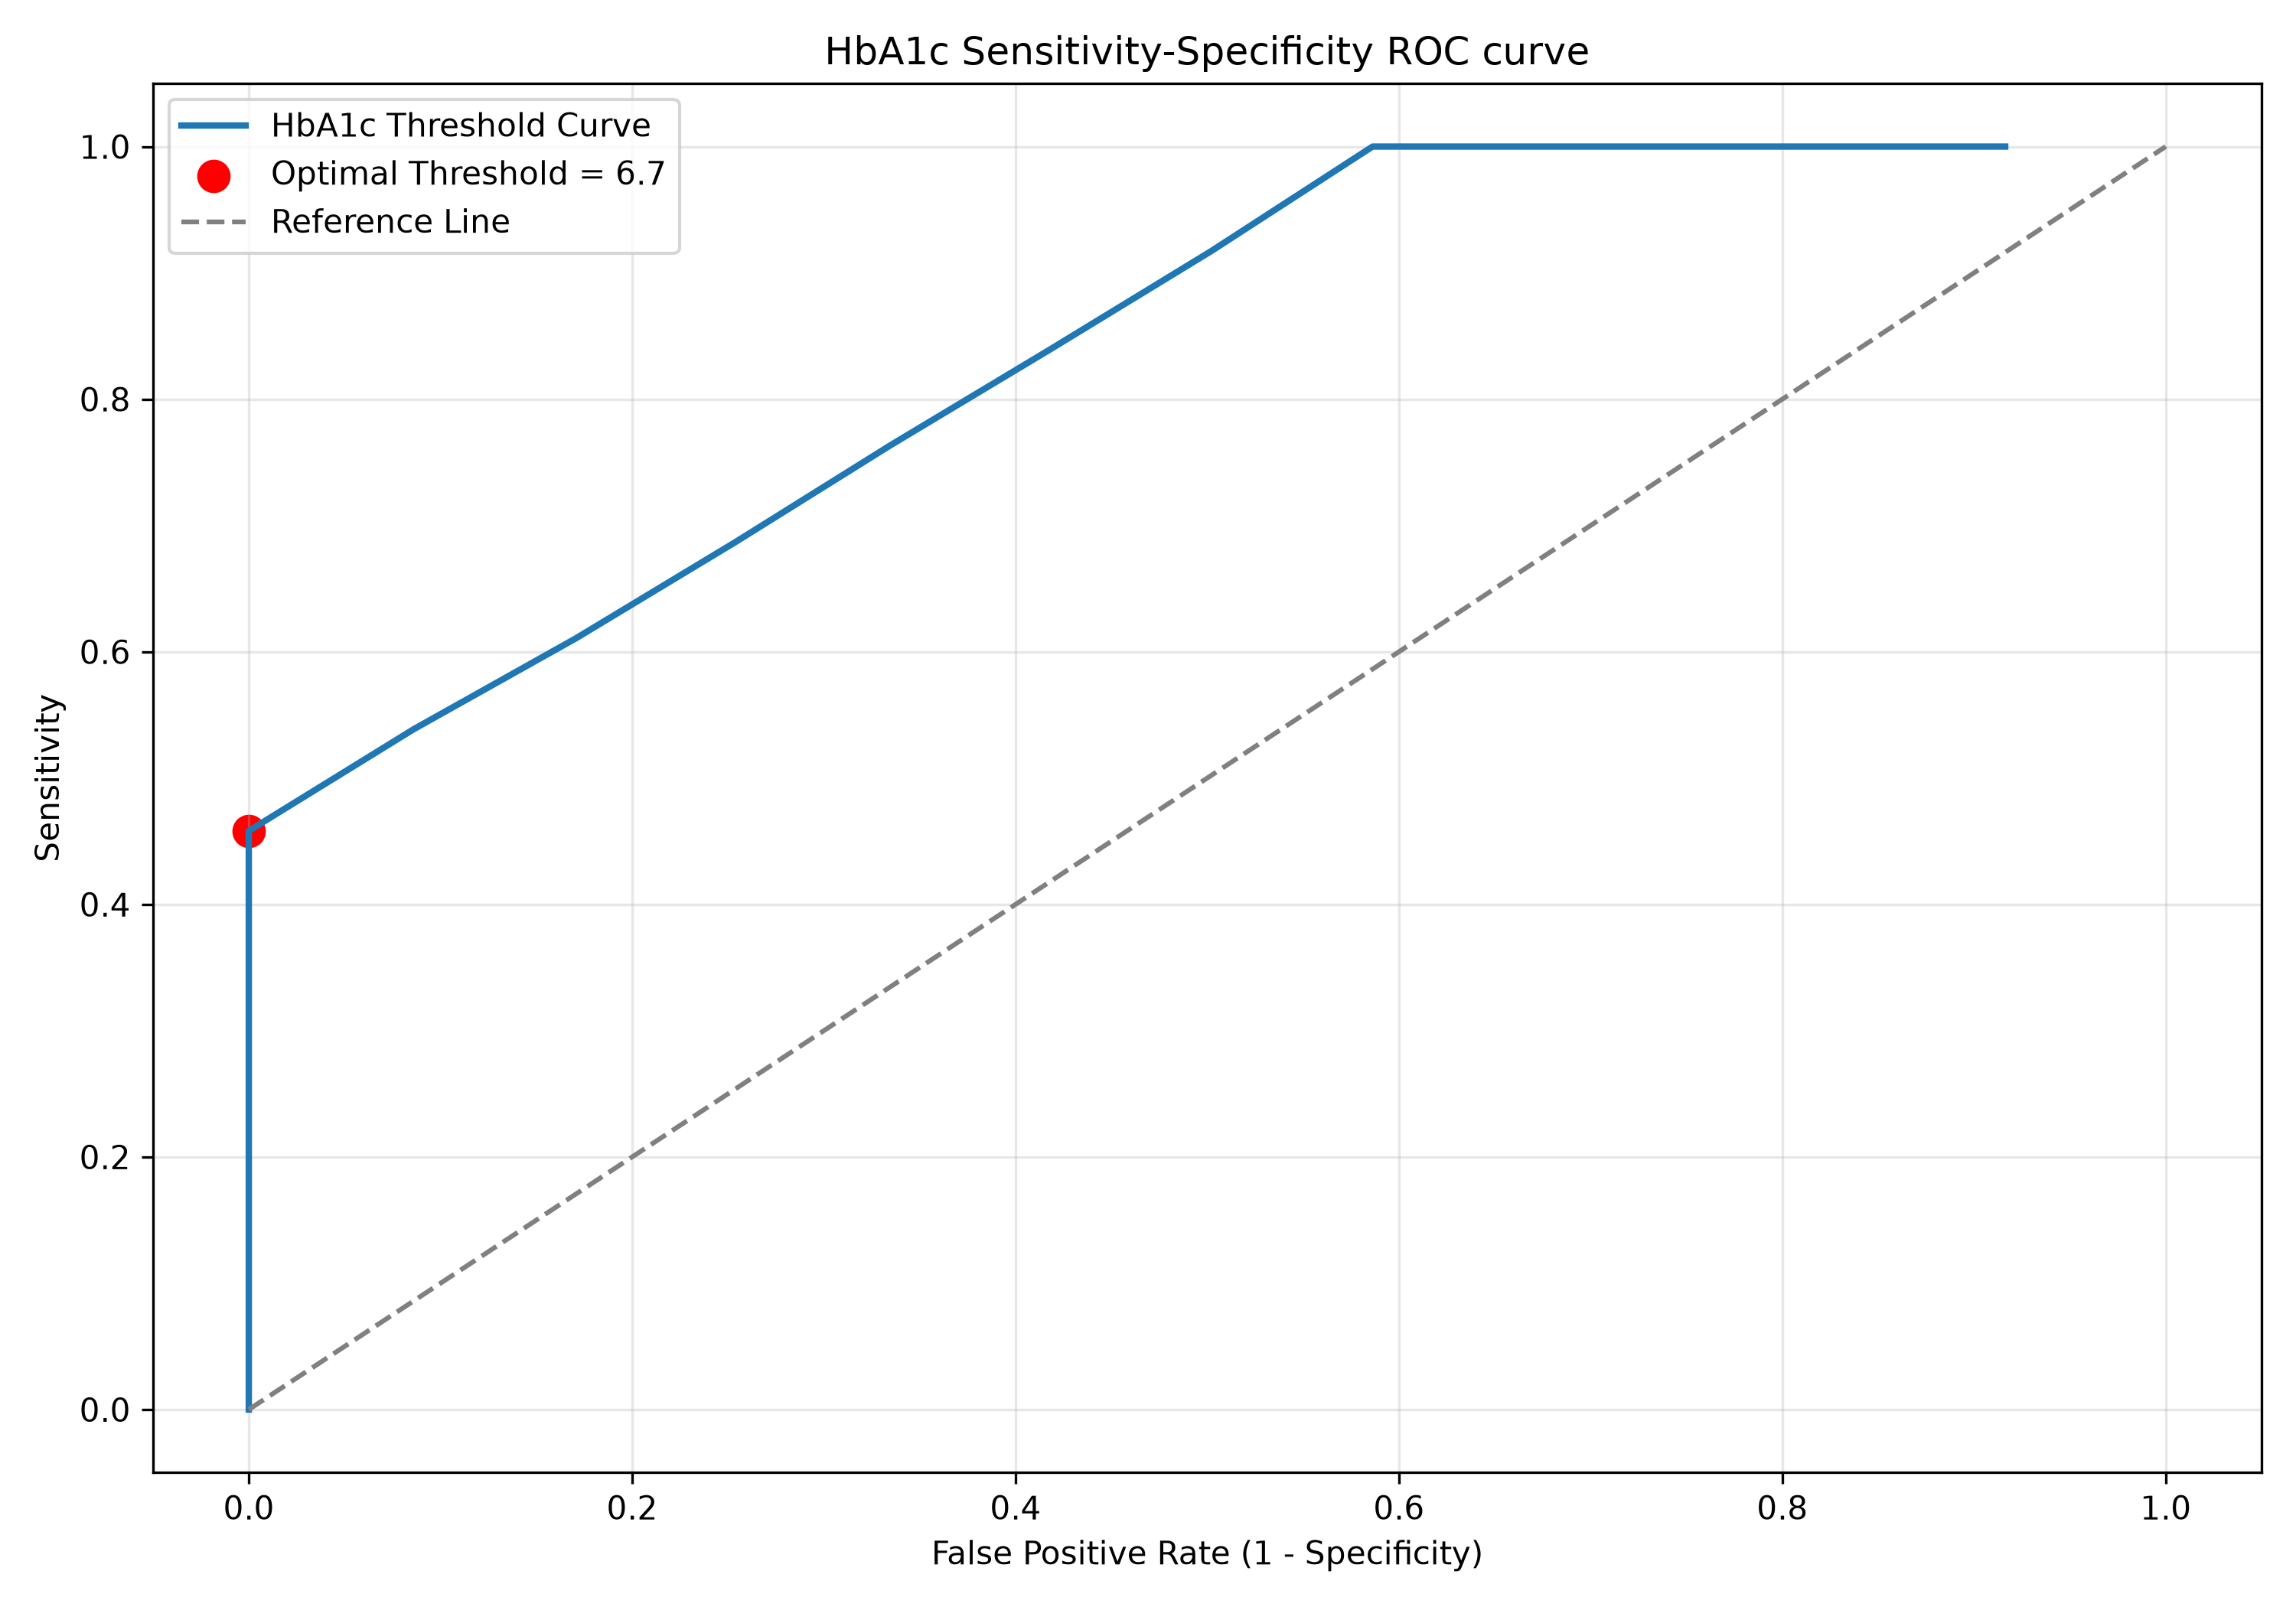 HbA1c Sensitivity-Specificity ROC curve
HbA1c Threshold Curve
Optimal Threshold = 6.7
Reference Line
Sensitivity
1.0
0.8
0.6
0.4
0.2
0.0
0.0 0.2 0.4 0.6 0.8 1.0
False Positive Rate (1 - Specificity)